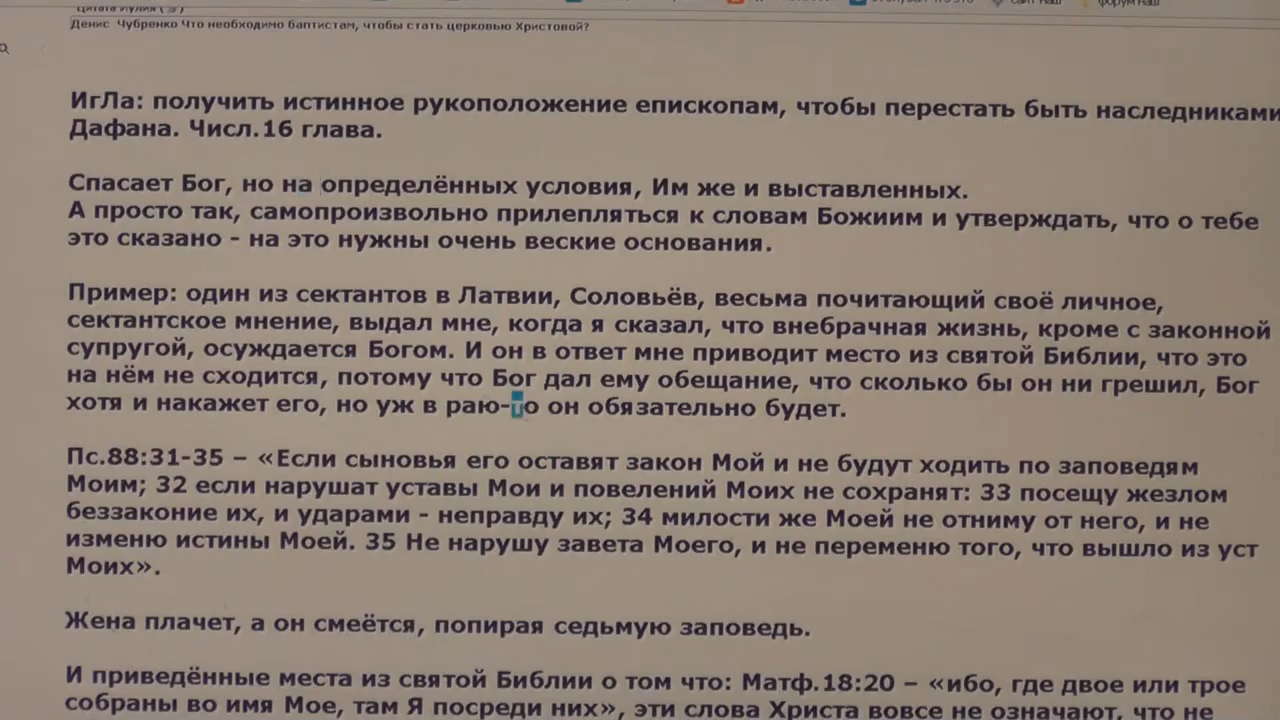 Денис Чубренко Что необходимо баптистам, чтобы стать церковью Христовой?
ИгЛа: получить истинное рукоположение епископам, чтобы перестать быть наследниками
Дафана. Числ.16 глава.
Спасает Бог, но на определённых условия, Им же и выставленных.
А просто так, самопроизвольно прилепляться к словам Божиим и утверждать, что о тебе
это сказано - на это нужны очень веские основания.
Пример: один из сектантов в Латвии, Соловьёв, весьма почитающий своё личное,
сектантское мнение, выдал мне, когда я сказал, что внебрачная жизнь, кроме с законной
супругой, осуждается Богом. И он в ответ мне приводит место из святой Библии, что это
на нём не сходится, потому что Бог дал ему обещание, что сколько бы он ни грешил, Бог
хотя и накажет его, но уж в раю-то он обязательно будет.
Пс.88:31-35 – «Если сыновья его оставят закон Мой и не будут ходить по заповедям
Моим; 32 если нарушат уставы Мои и повелений Моих не сохранят: 33 посещу жезлом
беззаконие их, и ударами - неправду их; 34 милости же Моей не отниму от него, и не
изменю истины Моей. 35 Не нарушу завета Моего, и не переменю того, что вышло из уст
Моих».
Жена плачет, а он смеётся, попирая седьмую заповедь.
И приведённые места из святой Библии о том что: Матф.18:20 – «ибо, где двое или трое
собраны во имя Мое, там Я посреди них», эти слова Христа вовсе не означают, что не